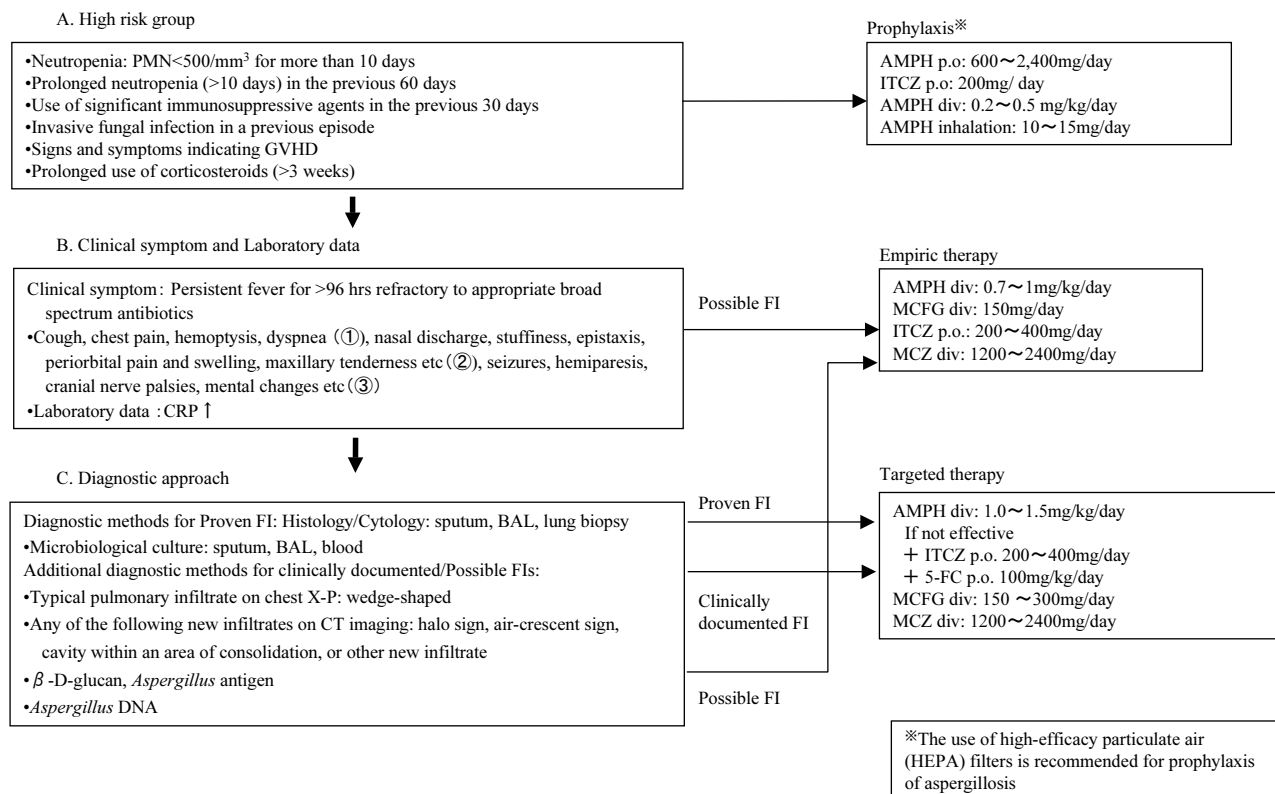 A. High risk group
•Neutropenia: PMN<500/mm³ for more than 10 days
•Prolonged neutropenia (>10 days) in the previous 60 days
•Use of significant immunosuppressive agents in the previous 30 days
•Invasive fungal infection in a previous episode
•Signs and symptoms indicating GVHD
•Prolonged use of corticosteroids (>3 weeks)
Prophylaxis※
AMPH p.o: 600～2,400mg/day
ITCZ p.o: 200mg/ day
AMPH div: 0.2～0.5 mg/kg/day
AMPH inhalation: 10～15mg/day
B. Clinical symptom and Laboratory data
Clinical symptom : Persistent fever for >96 hrs refractory to appropriate broad
spectrum antibiotics
•Cough, chest pain, hemoptysis, dyspnea (①), nasal discharge, stuffiness, epistaxis,
periorbital pain and swelling, maxillary tenderness etc(②), seizures, hemiparesis,
cranial nerve palsies, mental changes etc(③)
•Laboratory data : CRP↑
Possible FI
Empiric therapy
AMPH div: 0.7～1mg/kg/day
MCFG div: 150mg/day
ITCZ p.o.: 200～400mg/day
MCZ div: 1200～2400mg/day
C. Diagnostic approach
Diagnostic methods for Proven FI: Histology/Cytology: sputum, BAL, lung biopsy
•Microbiological culture: sputum, BAL, blood
Additional diagnostic methods for clinically documented/Possible FIs:
•Typical pulmonary infiltrate on chest X-P: wedge-shaped
•Any of the following new infiltrates on CT imaging: halo sign, air-crescent sign,
cavity within an area of consolidation, or other new infiltrate
•β-D-glucan, Aspergillus antigen
•Aspergillus DNA
Proven FI
Clinically
documented FI
Possible FI
Targeted therapy
AMPH div: 1.0～1.5mg/kg/day
If not effective
+ ITCZ p.o. 200～400mg/day
+ 5-FC p.o. 100mg/kg/day
MCFG div: 150 ～300mg/day
MCZ div: 1200～2400mg/day
※The use of high-efficacy particulate air
(HEPA) filters is recommended for prophylaxis
of aspergillosis